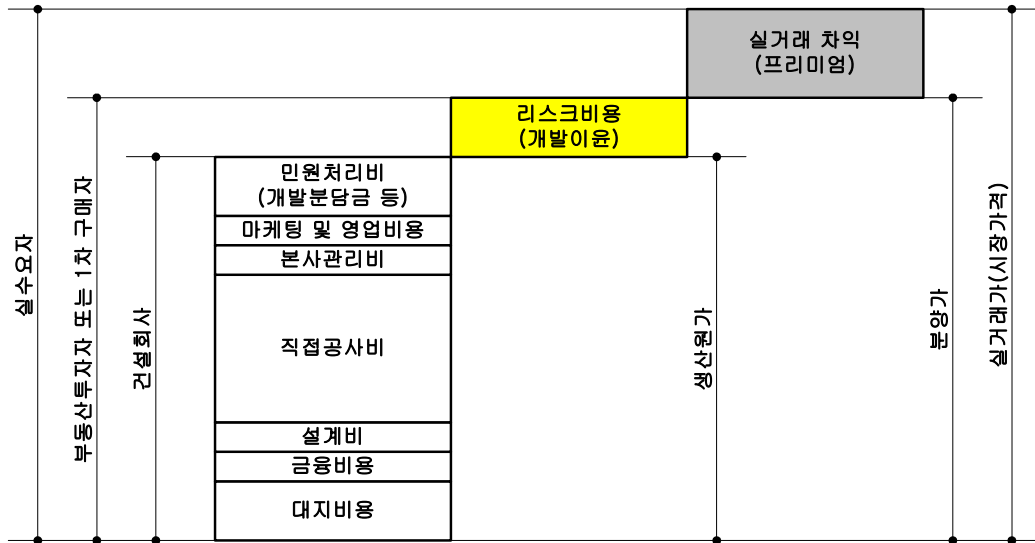 실거래 차익
(프리미엄)
리스크비용
(개발이윤)
민원처리비
(개발분담금 등)
마케팅 및 영업비용
본사관리비
직접공사비
설계비
금융비용
대지비용
실수요자
부동산투자자 또는 1차 구매자
건설회사
생산원가
분양가
실거래가(시장가격)